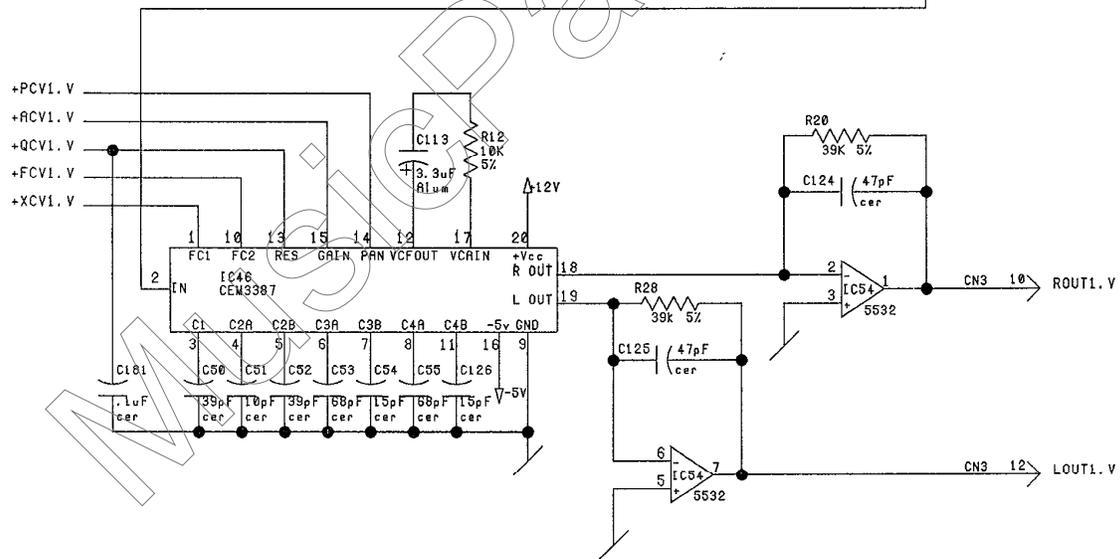 +PCV1.V
+ACV1.V
+QCV1.V
+FCV1.V
+XCV1.V
C113
3.3uF
Alum
R12
10K
5%
+12V
R20
39K 5%
C124 47pF
cer
1 10 13 15 14 12 17 20
FC1 FC2 RES GAIN PAN VCFOUT VCAIN +Vcc
R OUT 18
2 IN
IC46
CEM3387
L OUT 19
C1 C2A C2B C3A C3B C4A C4B -5v GND
3 4 5 6 7 8 11 16 9
R28
39k 5%
C125 47pF
cer
2 -
3 +
IC54
1
5532
CN3 10
ROUT1.V
C181
.1uF
cer
C50
39pF
cer
C51
10pF
cer
C52
39pF
cer
C53
68pF
cer
C54
15pF
cer
C55
68pF
cer
C126
15pF
cer
-5V
6 -
5 +
IC54
7
5532
CN3 12
LOUT1.V